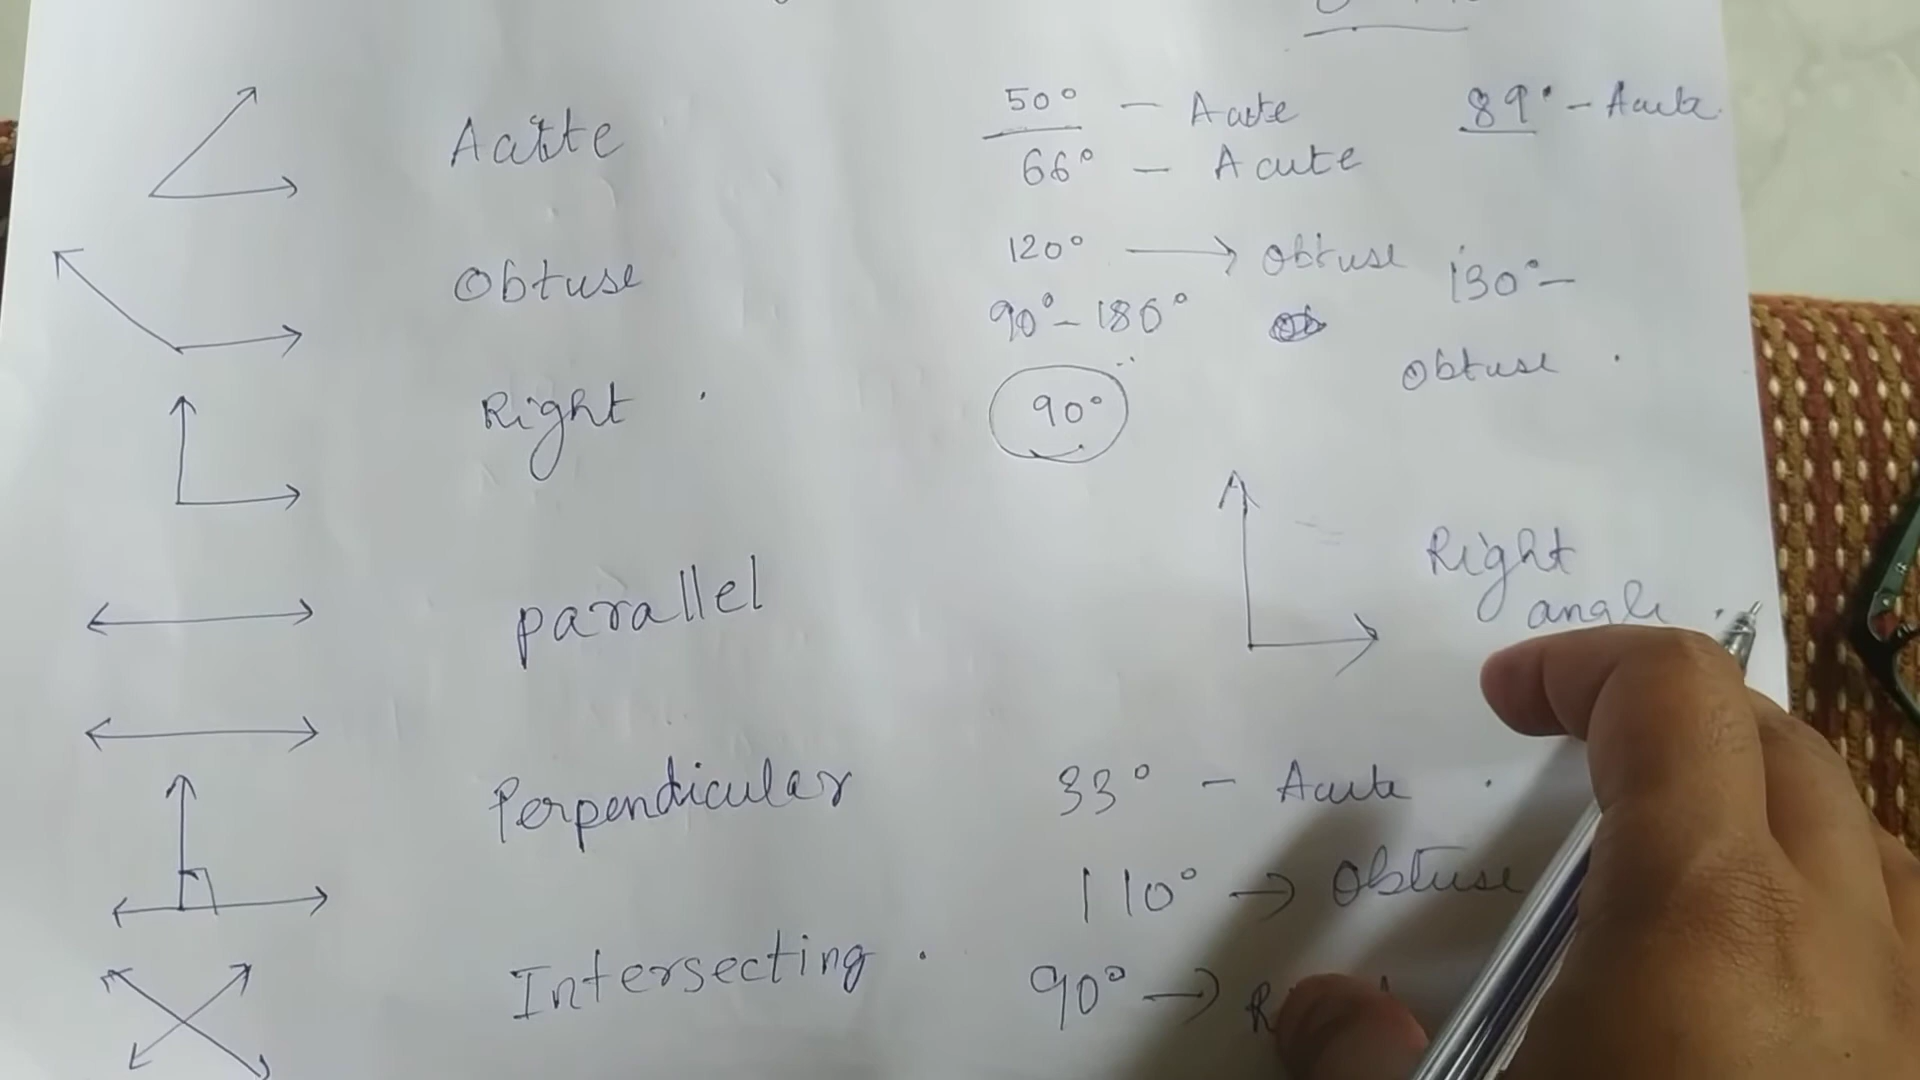 Acute
Obtuse
Right .
parallel
Perpendicular
Intersecting .
50° — Acute
89° - Acute.
66° — Acute
120° → Obtuse
130° —
Obtuse .
90° - 180°
90°
Right
angle .
33° - Acute .
110° → Obtuse
90° →